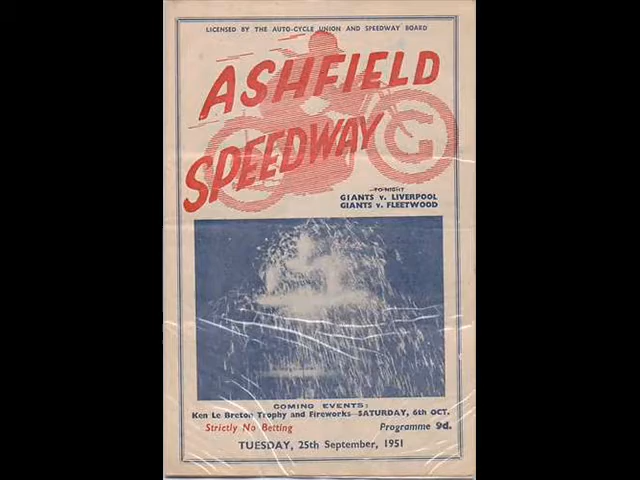 LICENSED BY THE AUTO-CYCLE UNION AND SPEEDWAY BOARD
ASHFIELD
SPEEDWAY
G
TO-NIGHT
GIANTS v. LIVERPOOL
GIANTS v. FLEETWOOD
COMING EVENTS:
Ken Le Breton Trophy and Fireworks SATURDAY, 6th OCT.
Strictly No Betting Programme 9d.
TUESDAY, 25th September, 1951